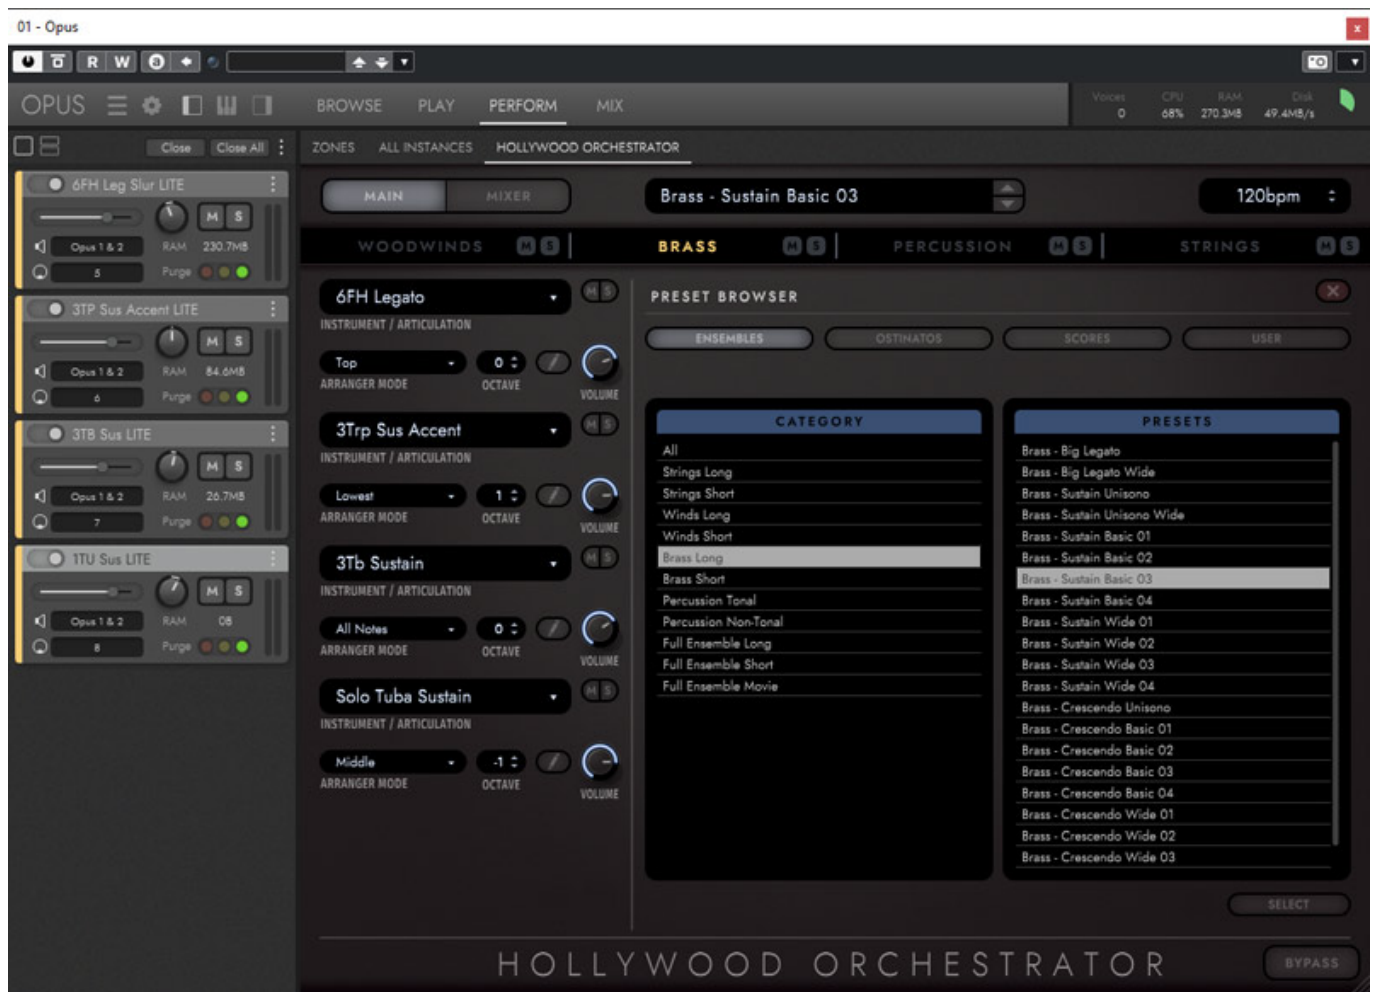 01 - Opus
x
R W a
OPUS BROWSE PLAY PERFORM MIX Voices 0 CPU 68% RAM 270.3MB Disk 49.4MB/s
Close Close All ZONES ALL INSTANCES HOLLYWOOD ORCHESTRATOR
6FH Leg Slur LITE
M S
Opus 1 & 2 RAM 230.7MB
5 Purge
3TP Sus Accent LITE
M S
Opus 1 & 2 RAM 84.6MB
6 Purge
3TB Sus LITE
M S
Opus 1 & 2 RAM 26.7MB
7 Purge
1TU Sus LITE
M S
Opus 1 & 2 RAM 0B
8 Purge
MAIN MIXER Brass - Sustain Basic 03 120bpm
WOODWINDS M S BRASS M S PERCUSSION M S STRINGS M S
6FH Legato M S
INSTRUMENT / ARTICULATION
Top 0
ARRANGER MODE OCTAVE VOLUME
3Trp Sus Accent M S
INSTRUMENT / ARTICULATION
Lowest 1
ARRANGER MODE OCTAVE VOLUME
3Tb Sustain M S
INSTRUMENT / ARTICULATION
All Notes 0
ARRANGER MODE OCTAVE VOLUME
Solo Tuba Sustain M S
INSTRUMENT / ARTICULATION
Middle -1
ARRANGER MODE OCTAVE VOLUME
PRESET BROWSER X
ENSEMBLES OSTINATOS SCORES USER
CATEGORY
All
Strings Long
Strings Short
Winds Long
Winds Short
Brass Long
Brass Short
Percussion Tonal
Percussion Non-Tonal
Full Ensemble Long
Full Ensemble Short
Full Ensemble Movie
PRESETS
Brass - Big Legato
Brass - Big Legato Wide
Brass - Sustain Unisono
Brass - Sustain Unisono Wide
Brass - Sustain Basic 01
Brass - Sustain Basic 02
Brass - Sustain Basic 03
Brass - Sustain Basic 04
Brass - Sustain Wide 01
Brass - Sustain Wide 02
Brass - Sustain Wide 03
Brass - Sustain Wide 04
Brass - Crescendo Unisono
Brass - Crescendo Basic 01
Brass - Crescendo Basic 02
Brass - Crescendo Basic 03
Brass - Crescendo Basic 04
Brass - Crescendo Wide 01
Brass - Crescendo Wide 02
Brass - Crescendo Wide 03
SELECT
HOLLYWOOD ORCHESTRATOR BYPASS